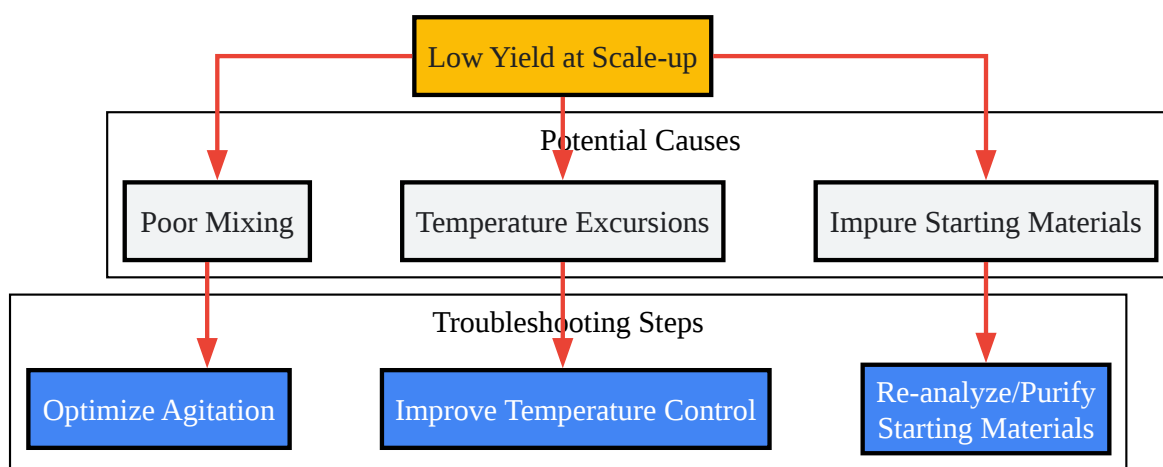 Low Yield at Scale-up
Potential Causes
Poor Mixing
Temperature Excursions
Impure Starting Materials
Troubleshooting Steps
Optimize Agitation
Improve Temperature Control
Re-analyze/Purify
Starting Materials